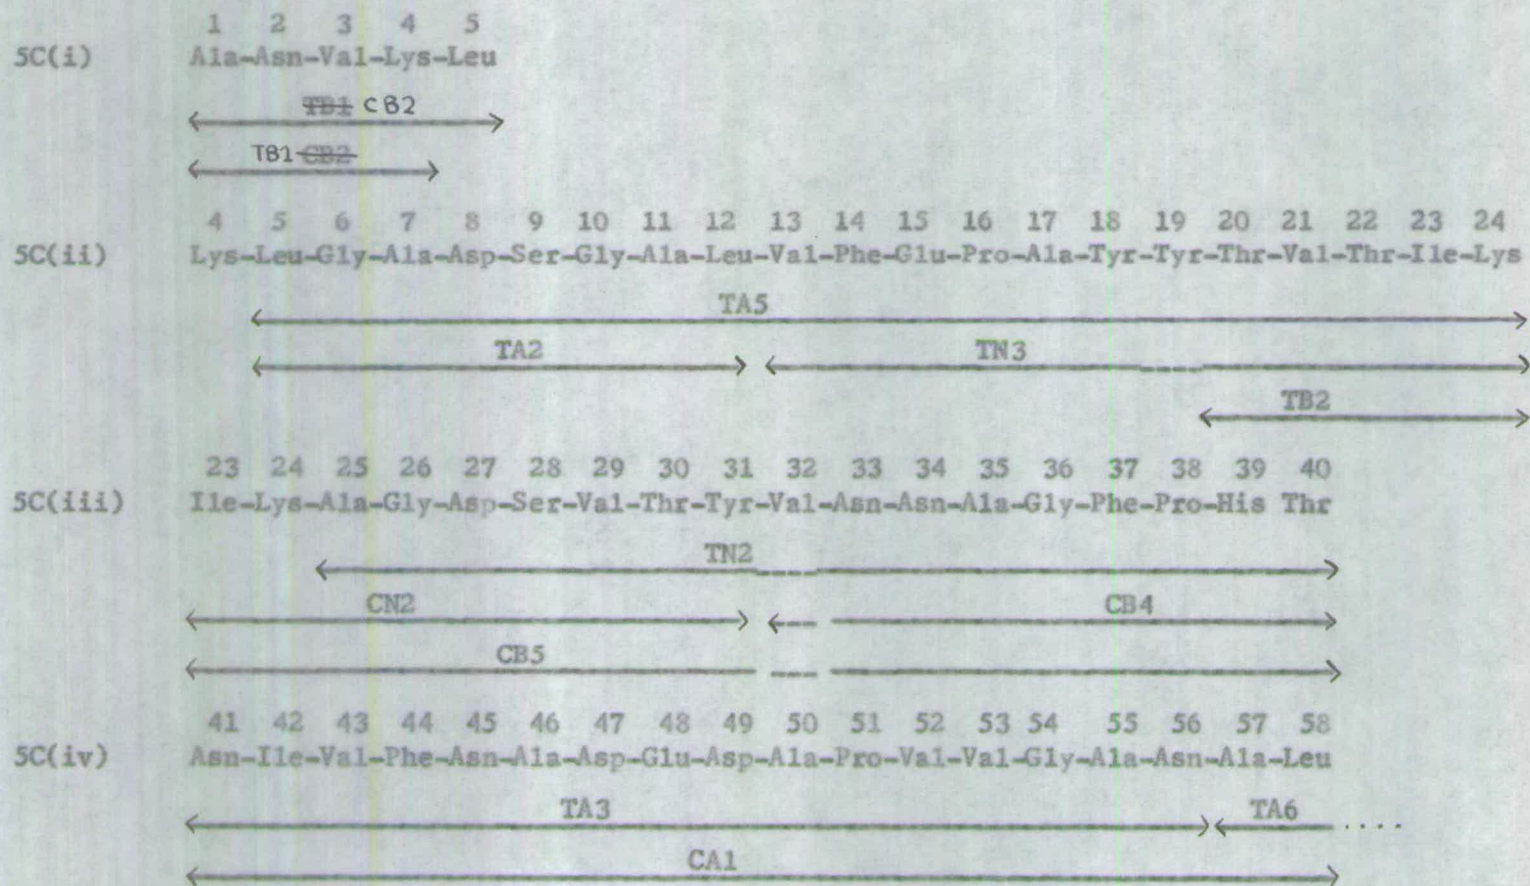 1 2 3 4 5
5C(i) Ala-Asn-Val-Lys-Leu
TB1 CB2
TB1 CB2
4 5 6 7 8 9 10 11 12 13 14 15 16 17 18 19 20 21 22 23 24
5C(ii) Lys-Leu-Gly-Ala-Asp-Ser-Gly-Ala-Leu-Val-Phe-Glu-Pro-Ala-Tyr-Tyr-Thr-Val-Thr-Ile-Lys
TA5
TA2 TN3
TB2
23 24 25 26 27 28 29 30 31 32 33 34 35 36 37 38 39 40
5C(iii) Ile-Lys-Ala-Gly-Asp-Ser-Val-Thr-Tyr-Val-Asn-Asn-Ala-Gly-Phe-Pro-His Thr
TN2
CN2 CB4
CB5
41 42 43 44 45 46 47 48 49 50 51 52 53 54 55 56 57 58
5C(iv) Asn-Ile-Val-Phe-Asn-Ala-Asp-Glu-Asp-Ala-Pro-Val-Val-Gly-Ala-Asn-Ala-Leu
TA3 TA6 ....
CA1